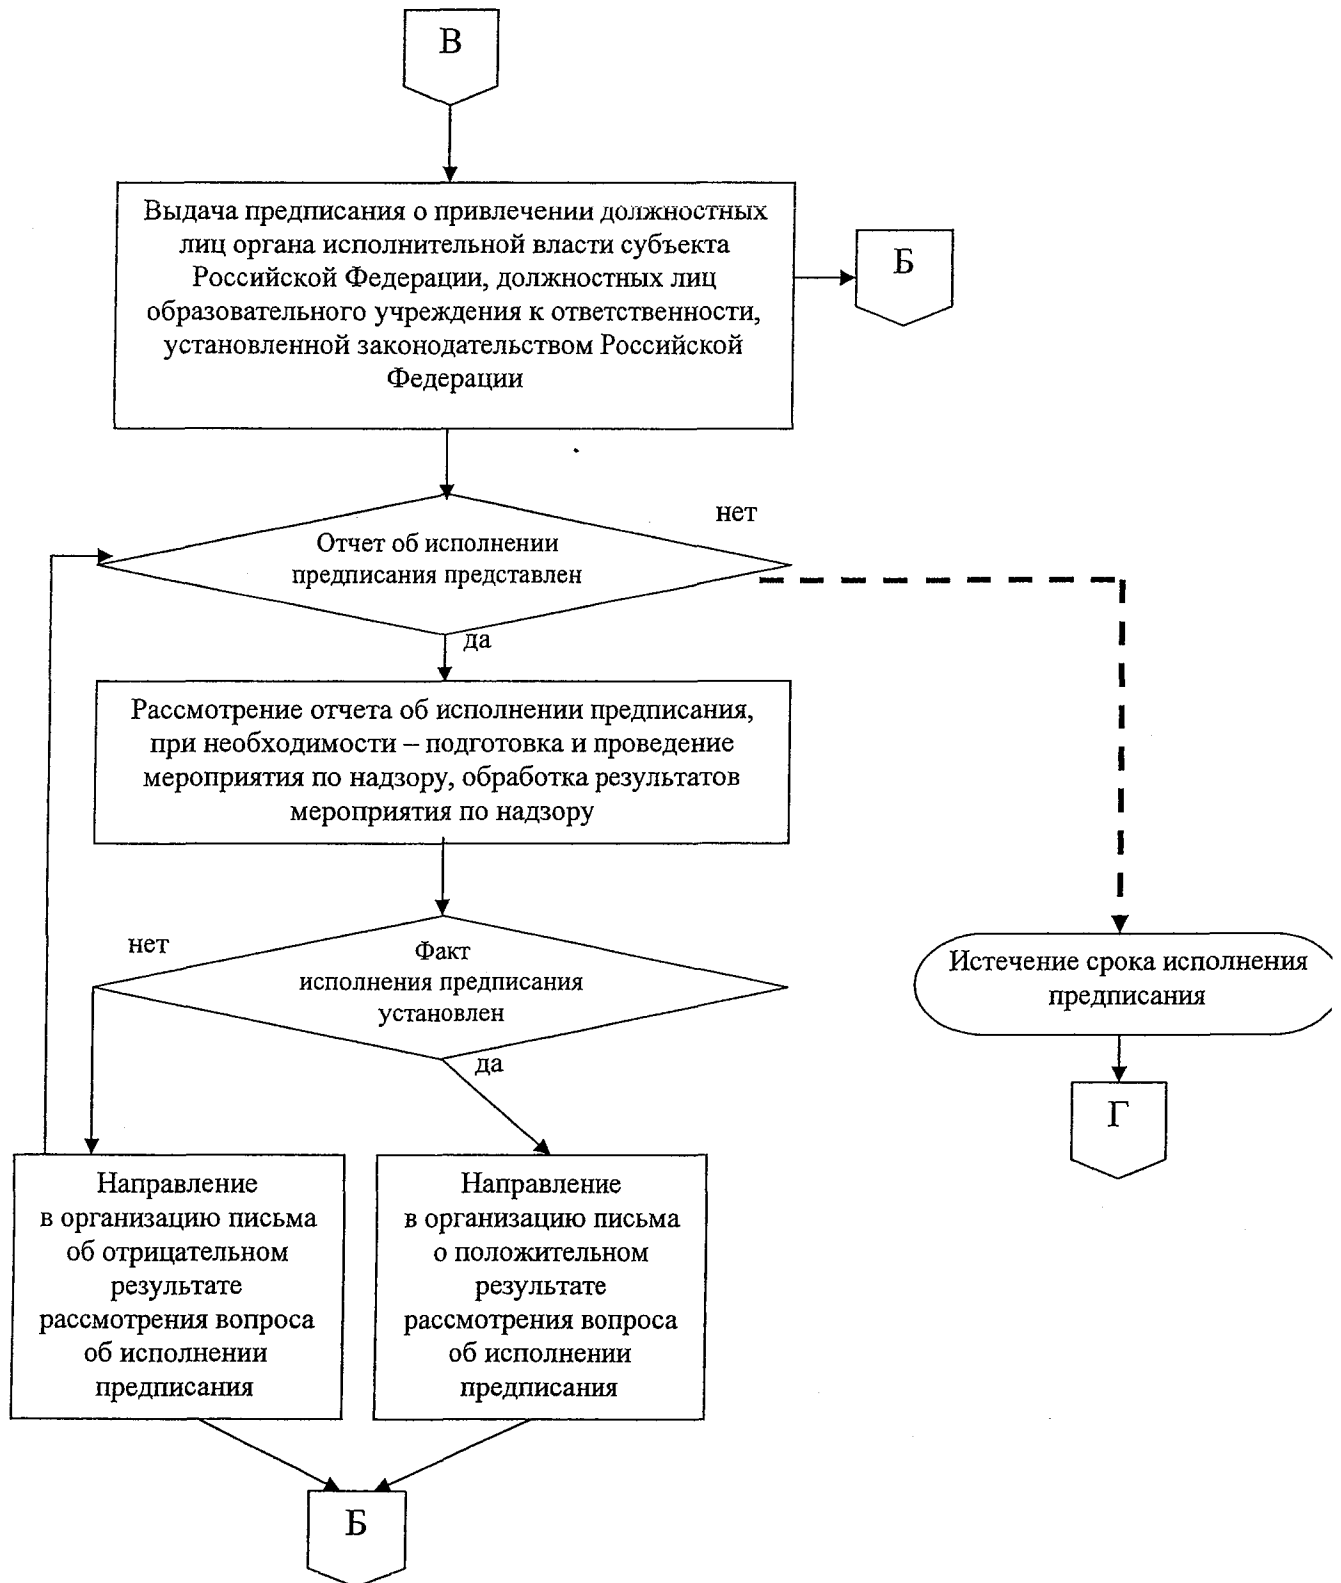 В
Выдача предписания о привлечении должностных
лиц органа исполнительной власти субъекта
Российской Федерации, должностных лиц
образовательного учреждения к ответственности,
установленной законодательством Российской
Федерации
Б
нет
Отчет об исполнении
предписания представлен
да
Рассмотрение отчета об исполнении предписания,
при необходимости – подготовка и проведение
мероприятия по надзору, обработка результатов
мероприятия по надзору
нет
Факт
исполнения предписания
установлен
да
Истечение срока исполнения
предписания
Г
Направление
в организацию письма
об отрицательном
результате
рассмотрения вопроса
об исполнении
предписания
Направление
в организацию письма
о положительном
результате
рассмотрения вопроса
об исполнении
предписания
Б